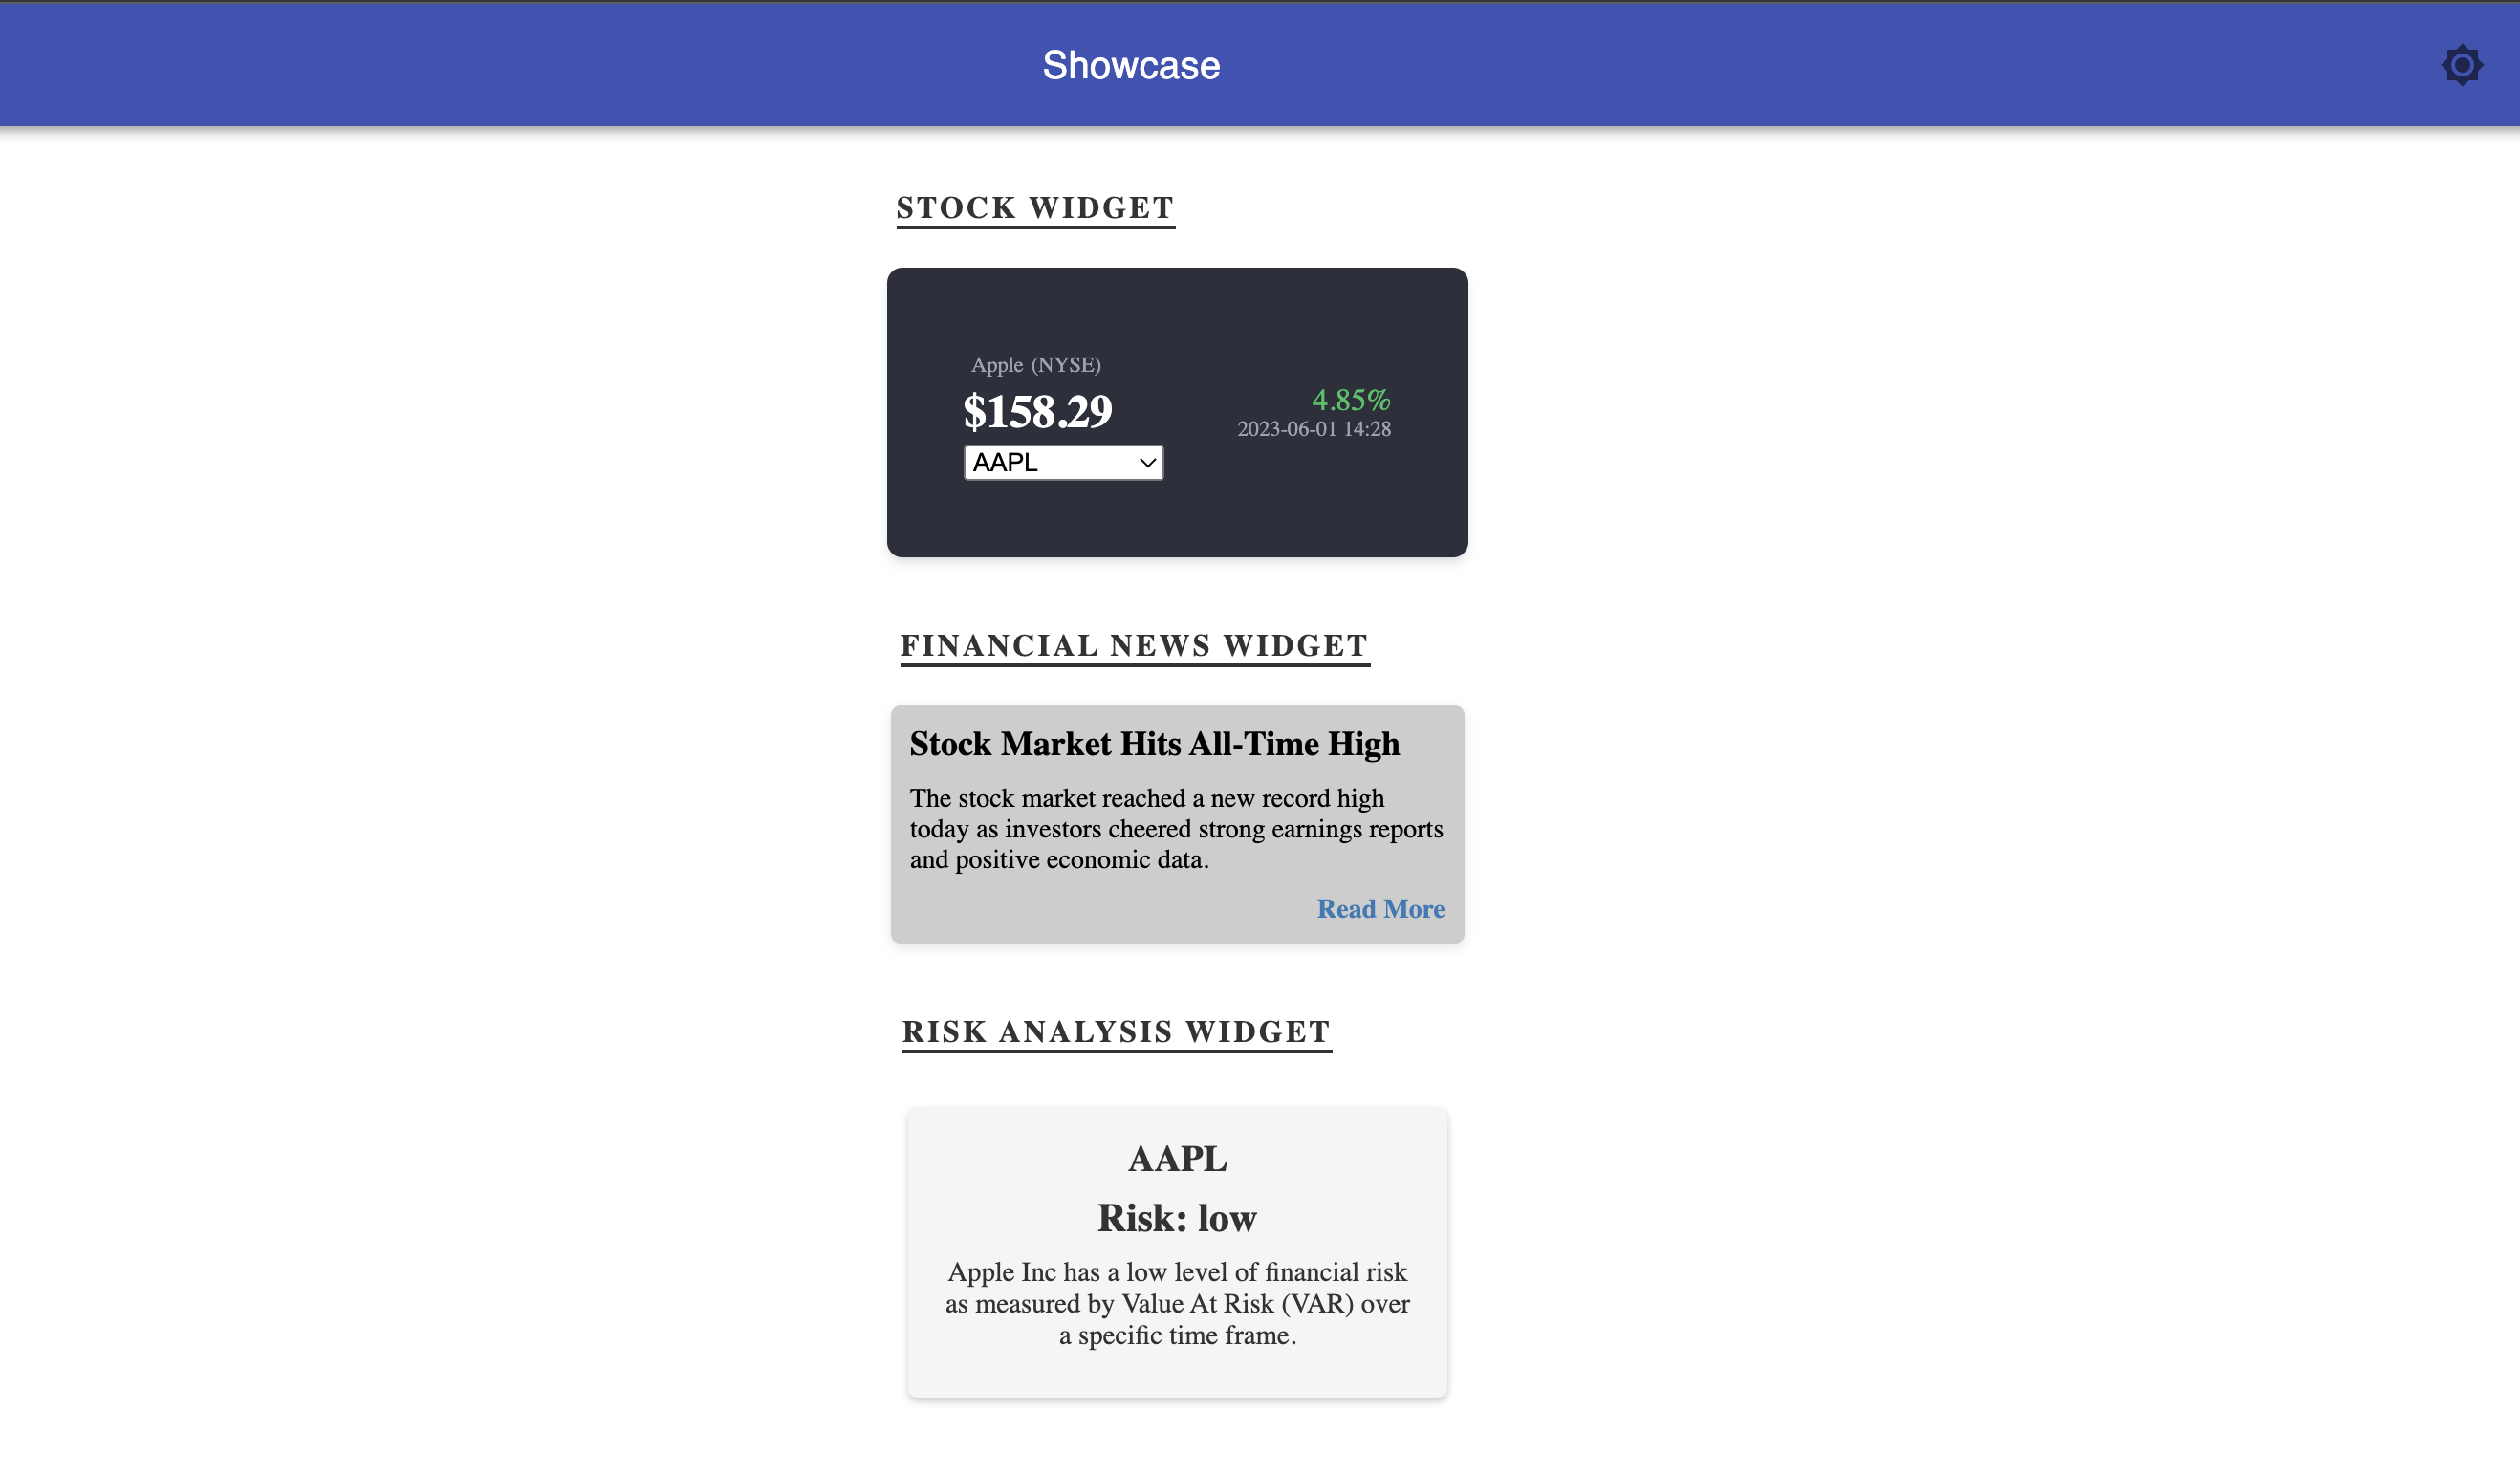 Showcase
STOCK WIDGET
Apple (NYSE)
$158.29
4.85%
2023-06-01 14:28
AAPL
FINANCIAL NEWS WIDGET
Stock Market Hits All-Time High
The stock market reached a new record high
today as investors cheered strong earnings reports
and positive economic data.
Read More
RISK ANALYSIS WIDGET
AAPL
Risk: low
Apple Inc has a low level of financial risk
as measured by Value At Risk (VAR) over
a specific time frame.